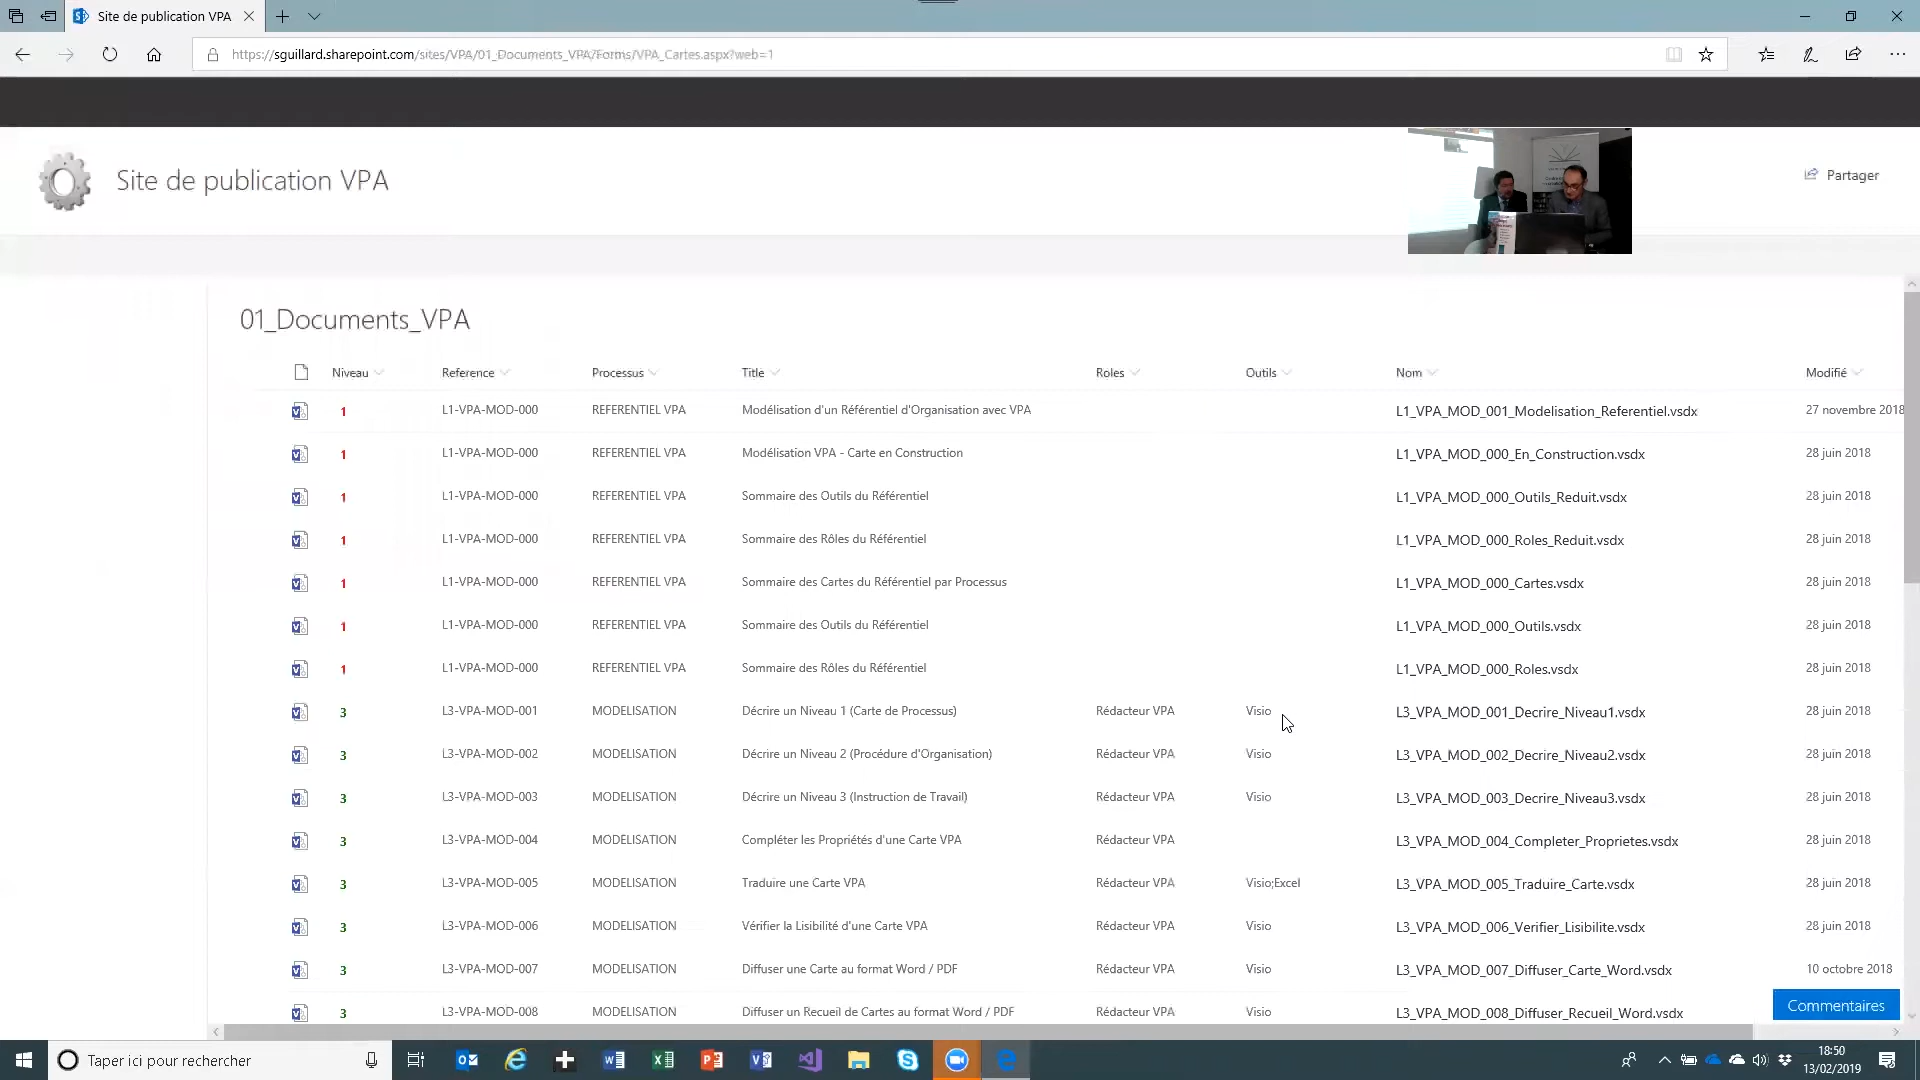 Site de publication VPA
https://sguillard.sharepoint.com/sites/VPA/01_Documents_VPA/Forms/VPA_Cartes.aspx?web=1
Site de publication VPA
Partager
01_Documents_VPA
Niveau Reference Processus Title Roles Outils Nom Modifié
1 L1-VPA-MOD-000 REFERENTIEL VPA Modélisation d'un Référentiel d'Organisation avec VPA L1_VPA_MOD_001_Modelisation_Referentiel.vsdx 27 novembre 2018
1 L1-VPA-MOD-000 REFERENTIEL VPA Modélisation VPA - Carte en Construction L1_VPA_MOD_000_En_Construction.vsdx 28 juin 2018
1 L1-VPA-MOD-000 REFERENTIEL VPA Sommaire des Outils du Référentiel L1_VPA_MOD_000_Outils_Reduit.vsdx 28 juin 2018
1 L1-VPA-MOD-000 REFERENTIEL VPA Sommaire des Rôles du Référentiel L1_VPA_MOD_000_Roles_Reduit.vsdx 28 juin 2018
1 L1-VPA-MOD-000 REFERENTIEL VPA Sommaire des Cartes du Référentiel par Processus L1_VPA_MOD_000_Cartes.vsdx 28 juin 2018
1 L1-VPA-MOD-000 REFERENTIEL VPA Sommaire des Outils du Référentiel L1_VPA_MOD_000_Outils.vsdx 28 juin 2018
1 L1-VPA-MOD-000 REFERENTIEL VPA Sommaire des Rôles du Référentiel L1_VPA_MOD_000_Roles.vsdx 28 juin 2018
3 L3-VPA-MOD-001 MODELISATION Décrire un Niveau 1 (Carte de Processus) Rédacteur VPA Visio L3_VPA_MOD_001_Decrire_Niveau1.vsdx 28 juin 2018
3 L3-VPA-MOD-002 MODELISATION Décrire un Niveau 2 (Procédure d'Organisation) Rédacteur VPA Visio L3_VPA_MOD_002_Decrire_Niveau2.vsdx 28 juin 2018
3 L3-VPA-MOD-003 MODELISATION Décrire un Niveau 3 (Instruction de Travail) Rédacteur VPA Visio L3_VPA_MOD_003_Decrire_Niveau3.vsdx 28 juin 2018
3 L3-VPA-MOD-004 MODELISATION Compléter les Propriétés d'une Carte VPA Rédacteur VPA L3_VPA_MOD_004_Completer_Proprietes.vsdx 28 juin 2018
3 L3-VPA-MOD-005 MODELISATION Traduire une Carte VPA Rédacteur VPA Visio;Excel L3_VPA_MOD_005_Traduire_Carte.vsdx 28 juin 2018
3 L3-VPA-MOD-006 MODELISATION Vérifier la Lisibilité d'une Carte VPA Rédacteur VPA Visio L3_VPA_MOD_006_Verifier_Lisibilite.vsdx 28 juin 2018
3 L3-VPA-MOD-007 MODELISATION Diffuser une Carte au format Word / PDF Rédacteur VPA Visio L3_VPA_MOD_007_Diffuser_Carte_Word.vsdx 10 octobre 2018
3 L3-VPA-MOD-008 MODELISATION Diffuser un Recueil de Cartes au format Word / PDF Rédacteur VPA Visio L3_VPA_MOD_008_Diffuser_Recueil_Word.vsdx
Commentaires
Taper ici pour rechercher
18:50
13/02/2019